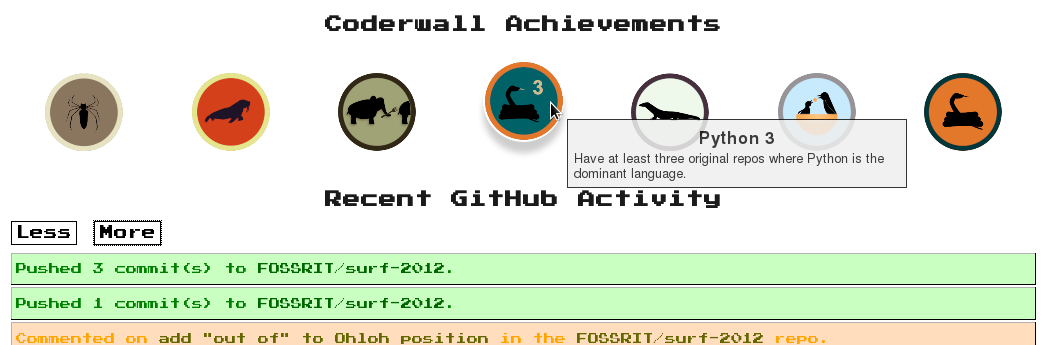 Coderwall Achievements
3
Python 3
Have at least three original repos where Python is the
dominant language.
Recent GitHub Activity
Less More
Pushed 3 commit(s) to FOSSRIT/surf-2012.
Pushed 1 commit(s) to FOSSRIT/surf-2012.
Commented on add "out of" to Ohloh position in the FOSSRIT/surf-2012 repo.